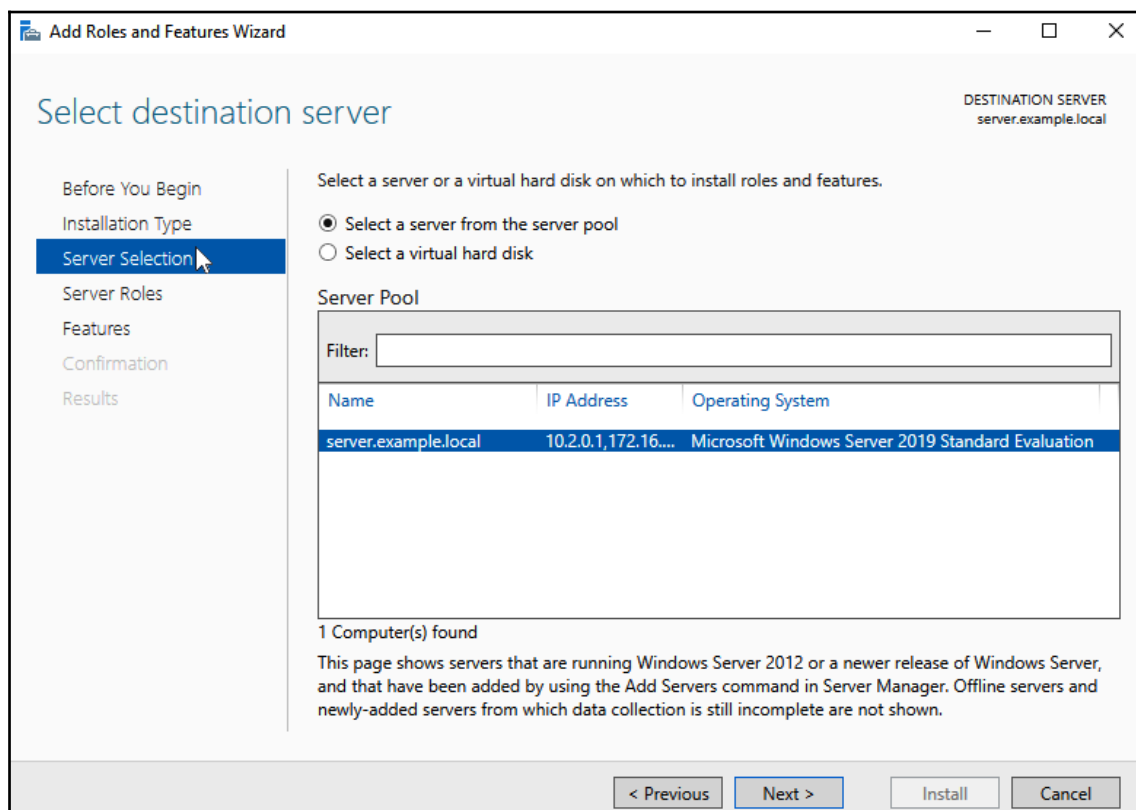 Add Roles and Features Wizard
Select destination server
DESTINATION SERVER
server.example.local
Before You Begin
Installation Type
Server Selection
Server Roles
Features
Confirmation
Results
Select a server or a virtual hard disk on which to install roles and features.
Select a server from the server pool
Select a virtual hard disk
Server Pool
Filter:
Name IP Address Operating System
server.example.local 10.2.0.1,172.16.... Microsoft Windows Server 2019 Standard Evaluation
1 Computer(s) found
This page shows servers that are running Windows Server 2012 or a newer release of Windows Server,
and that have been added by using the Add Servers command in Server Manager. Offline servers and
newly-added servers from which data collection is still incomplete are not shown.
< Previous Next > Install Cancel